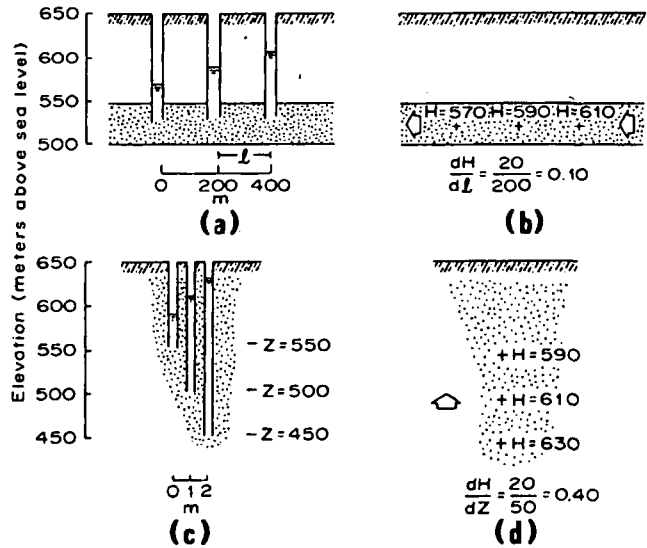 Elevation (meters above sea level)
650
600
550
500
l
0 200 400
m
(a)
H=570 H=590 H=610
+ + +
dH/dl = 20/200 = 0.10
(b)
650
600
550
500
450
- Z=550
- Z=500
- Z=450
0 1 2
m
(c)
+H=590
+H=610
+H=630
dH/dZ = 20/50 = 0.40
(d)